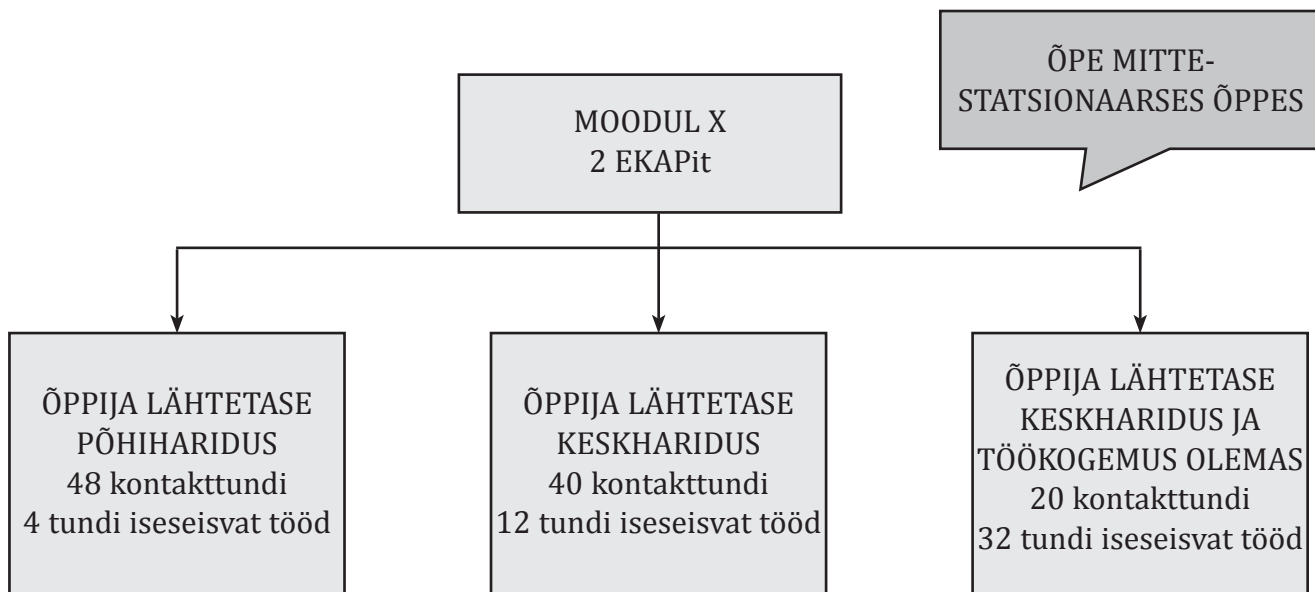 ÕPE MITTE-
STATSIONAARSES ÕPPES
MOODUL X
2 EKAPit
ÕPPIJA LÄHTETASE
PÕHIHARIDUS
48 kontakttundi
4 tundi iseseisvat tööd
ÕPPIJA LÄHTETASE
KESKHARIDUS
40 kontakttundi
12 tundi iseseisvat tööd
ÕPPIJA LÄHTETASE
KESKHARIDUS JA
TÖÖKOGEMUS OLEMAS
20 kontakttundi
32 tundi iseseisvat tööd